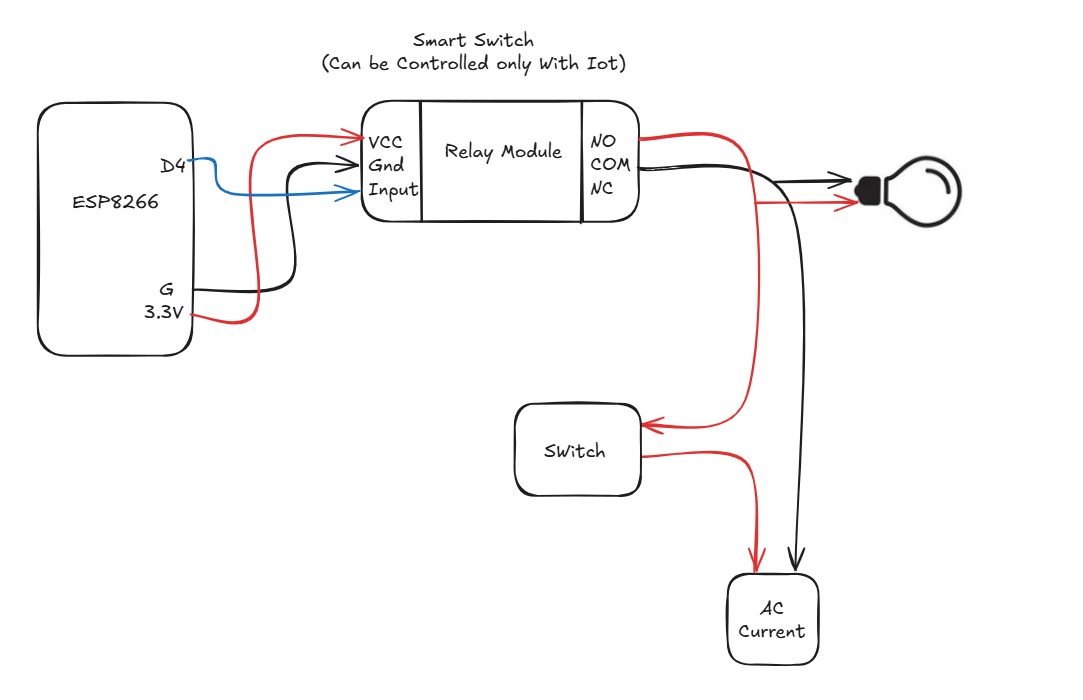 Smart Switch
(Can be Controlled only With Iot)
D4
ESP8266
G
3.3V
VCC
Gnd
Input
Relay Module
NO
COM
NC
SWitch
AC
Current